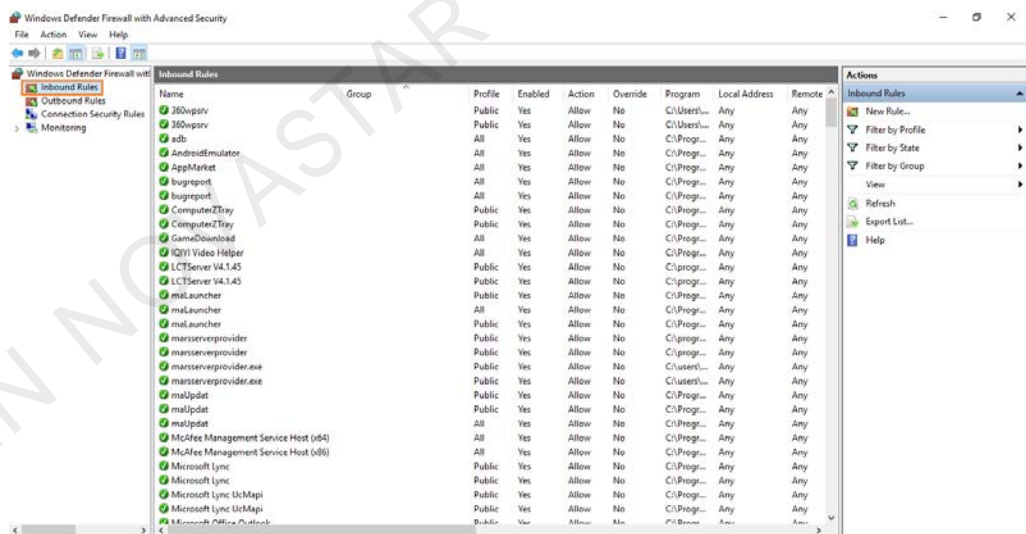 Windows Defender Firewall with Advanced Security
File Action View Help
Windows Defender Firewall witl
Inbound Rules
Outbound Rules
Connection Security Rules
Monitoring
Inbound Rules
Name Group Profile Enabled Action Override Program Local Address Remote
360wpsrv Public Yes Allow No C:\Users\... Any Any
360wpsrv Public Yes Allow No C:\Users\... Any Any
adb All Yes Allow No C:\Progr... Any Any
AndroidEmulator All Yes Allow No C:\Progr... Any Any
AppMarket All Yes Allow No C:\Progr... Any Any
bugreport All Yes Allow No C:\Progr... Any Any
bugreport All Yes Allow No C:\Progr... Any Any
ComputerZTray Public Yes Allow No C:\Progr... Any Any
ComputerZTray Public Yes Allow No C:\Progr... Any Any
GameDownload All Yes Allow No C:\Progr... Any Any
IQIYI Video Helper All Yes Allow No C:\Progr... Any Any
LCTServer V4.1.45 Public Yes Allow No C:\progr... Any Any
LCTServer V4.1.45 Public Yes Allow No C:\progr... Any Any
maLauncher Public Yes Allow No C:\Progr... Any Any
maLauncher All Yes Allow No C:\Progr... Any Any
maLauncher Public Yes Allow No C:\Progr... Any Any
marsserverprovider Public Yes Allow No C:\progr... Any Any
marsserverprovider Public Yes Allow No C:\progr... Any Any
marsserverprovider.exe Public Yes Allow No C:\users\... Any Any
marsserverprovider.exe Public Yes Allow No C:\users\... Any Any
maUpdat Public Yes Allow No C:\Progr... Any Any
maUpdat Public Yes Allow No C:\Progr... Any Any
maUpdat All Yes Allow No C:\Progr... Any Any
McAfee Management Service Host (x64) All Yes Allow No C:\Progr... Any Any
McAfee Management Service Host (x86) All Yes Allow No C:\Progr... Any Any
Microsoft Lync Public Yes Allow No C:\Progr... Any Any
Microsoft Lync Public Yes Allow No C:\Progr... Any Any
Microsoft Lync UcMapi Public Yes Allow No C:\Progr... Any Any
Microsoft Lync UcMapi Public Yes Allow No C:\Progr... Any Any
Microsoft Office Outlook Public Yes Allow No C:\Progr... Any Any
Actions
Inbound Rules
New Rule...
Filter by Profile
Filter by State
Filter by Group
View
Refresh
Export List...
Help
N NOVASTAR